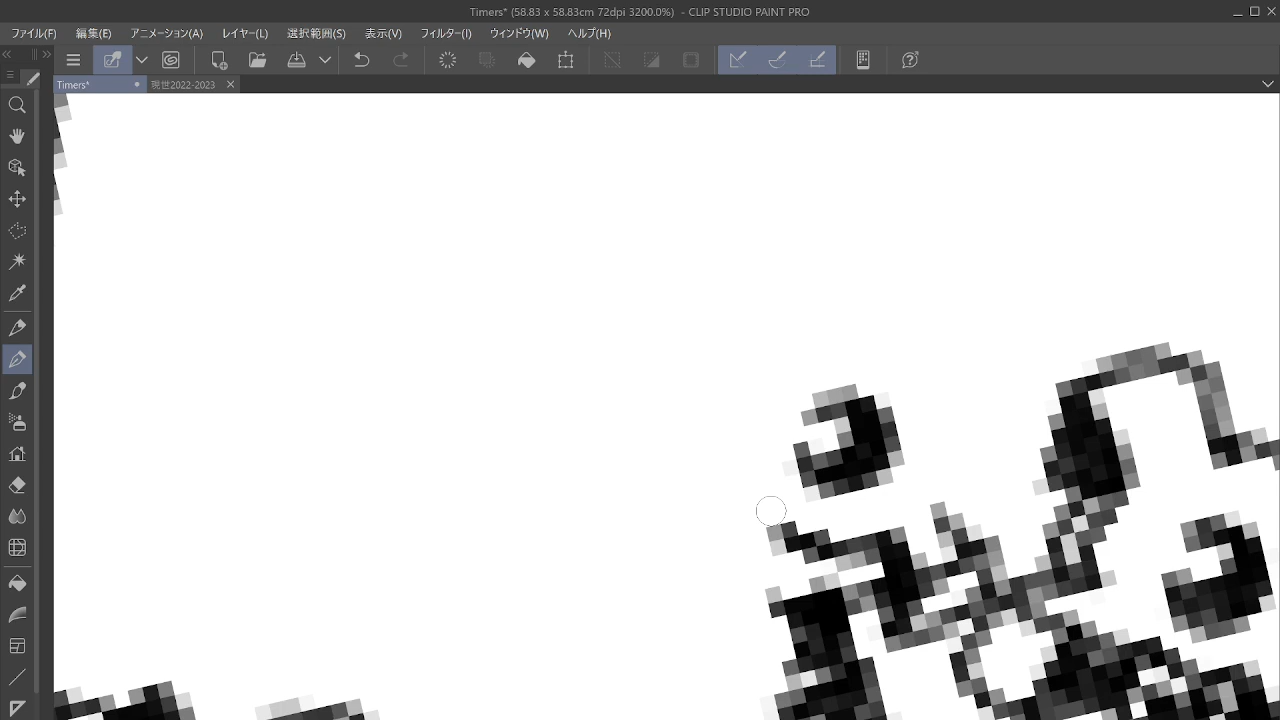 Timers* (58.83 x 58.83cm 72dpi 3200.0%)  - CLIP STUDIO PAINT PRO
ファイル(F) 編集(E) アニメーション(A) レイヤー(L) 選択範囲(S) 表示(V) フィルター(I) ウィンドウ(W) ヘルプ(H)
Timers* 現世2022-2023